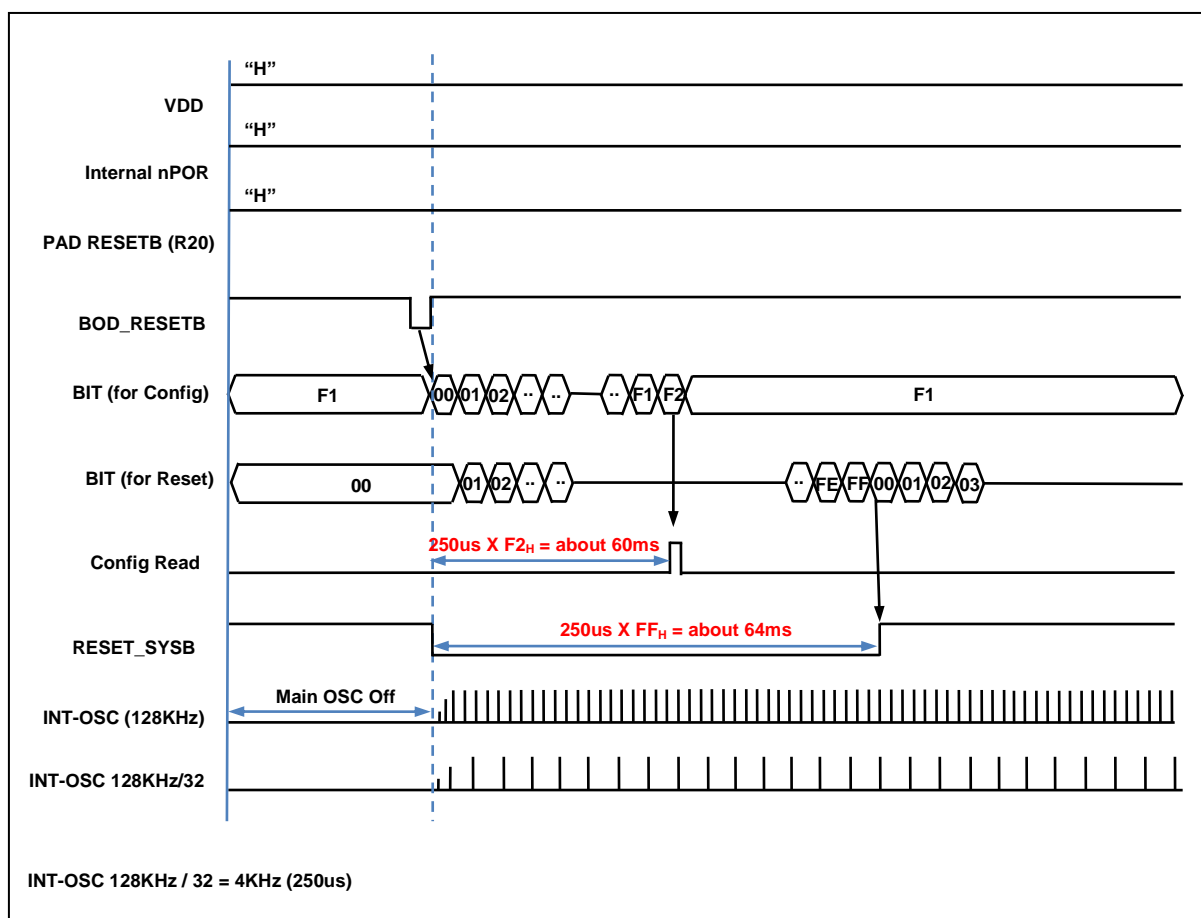 “H”
VDD
“H”
Internal nPOR
“H”
PAD RESETB (R20)
BOD_RESETB
BIT (for Config) F1 00 01 02 .. .. .. F1 F2 F1
BIT (for Reset) 00 01 02 .. .. .. FE FF 00 01 02 03
250us X F2H = about 60ms
Config Read
250us X FFH = about 64ms
RESET_SYSB
Main OSC Off
INT-OSC (128KHz)
INT-OSC 128KHz/32
INT-OSC 128KHz / 32 = 4KHz (250us)